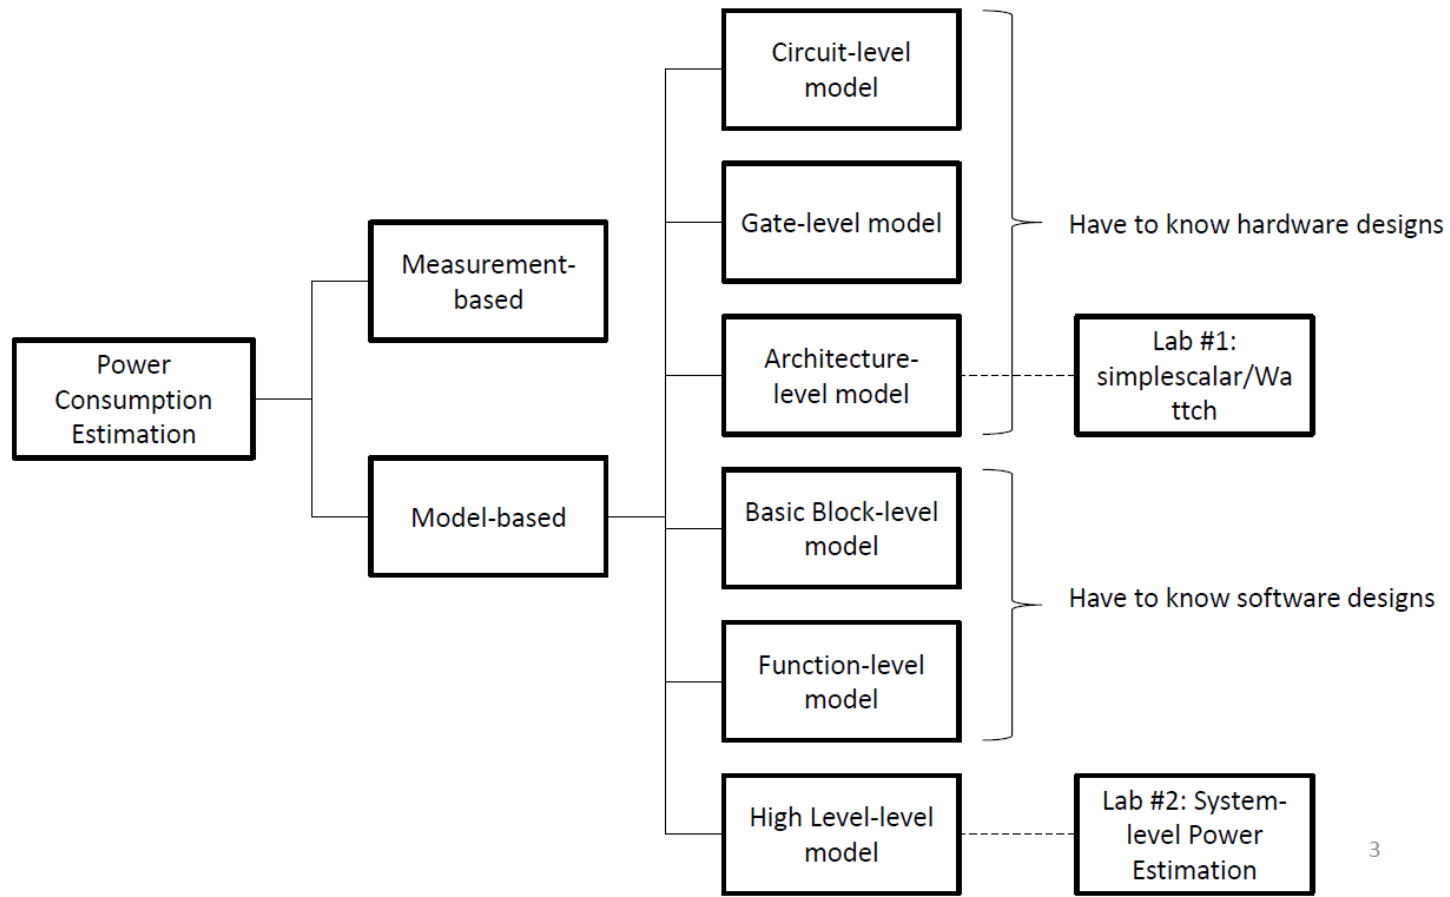 Power
Consumption
Estimation
Measurement-
based
Model-based
Circuit-level
model
Gate-level model
Architecture-
level model
Basic Block-level
model
Function-level
model
High Level-level
model
Have to know hardware designs
Lab #1:
simplescalar/Wa
ttch
Have to know software designs
Lab #2: System-
level Power
Estimation
3